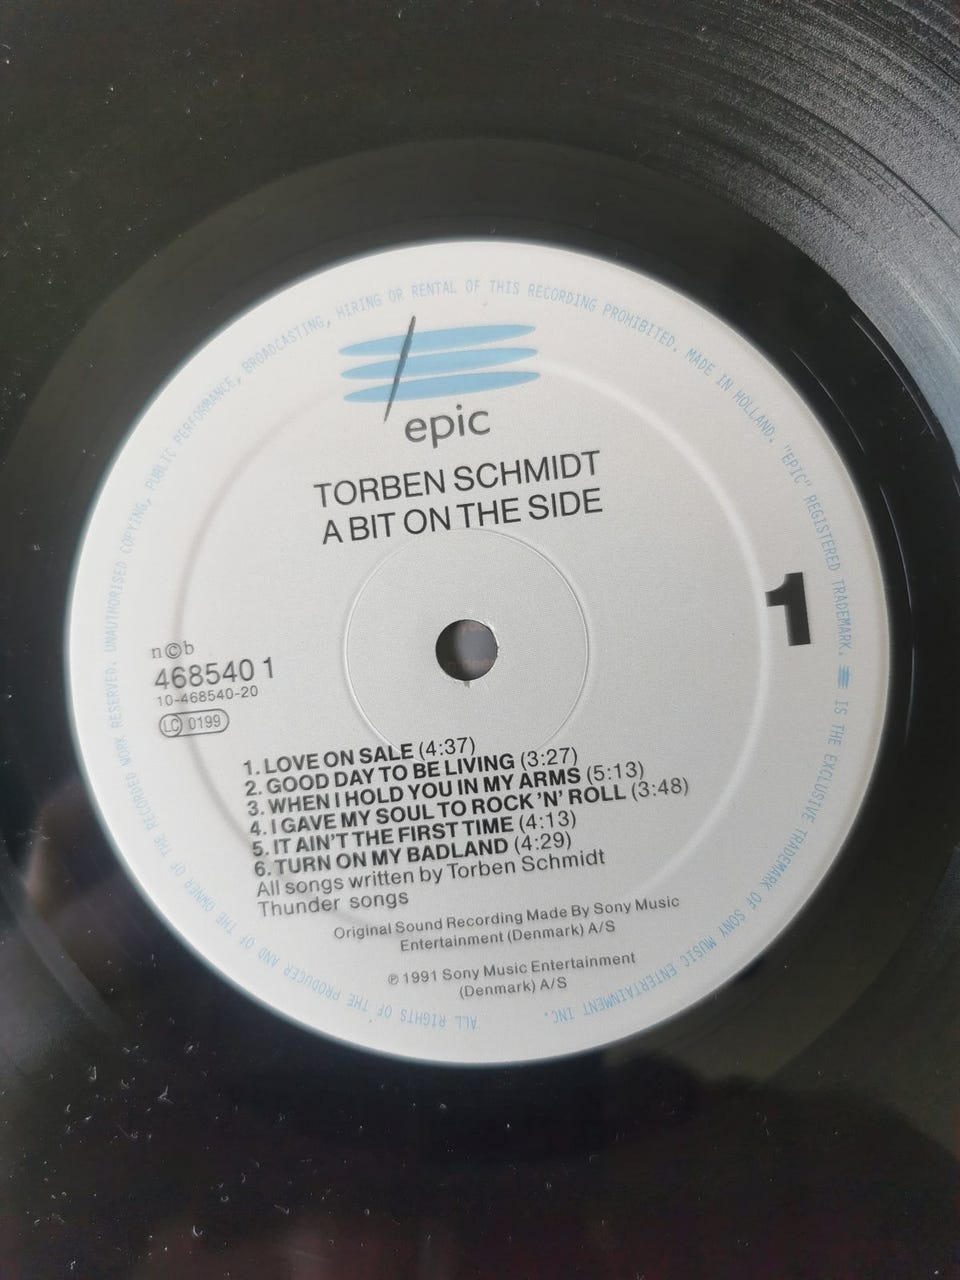 epic
TORBEN SCHMIDT
A BIT ON THE SIDE
1
n©b
468540 1
10-468540-20
LC 0199
1. LOVE ON SALE (4:37)
2. GOOD DAY TO BE LIVING (3:27)
3. WHEN I HOLD YOU IN MY ARMS (5:13)
4. I GAVE MY SOUL TO ROCK 'N' ROLL (3:48)
5. IT AIN'T THE FIRST TIME (4:13)
6. TURN ON MY BADLAND (4:29)
All songs written by Torben Schmidt
Thunder songs
Original Sound Recording Made By Sony Music
Entertainment (Denmark) A/S
℗ 1991 Sony Music Entertainment
(Denmark) A/S
ALL RIGHTS OF THE PRODUCER AND OF THE OWNER OF THE RECORDED WORK RESERVED. UNAUTHORISED COPYING, PUBLIC PERFORMANCE, BROADCASTING, HIRING OR RENTAL OF THIS RECORDING PROHIBITED. MADE IN HOLLAND. "EPIC" REGISTERED TRADEMARK. IS THE EXCLUSIVE TRADEMARK OF SONY MUSIC ENTERTAINMENT INC.